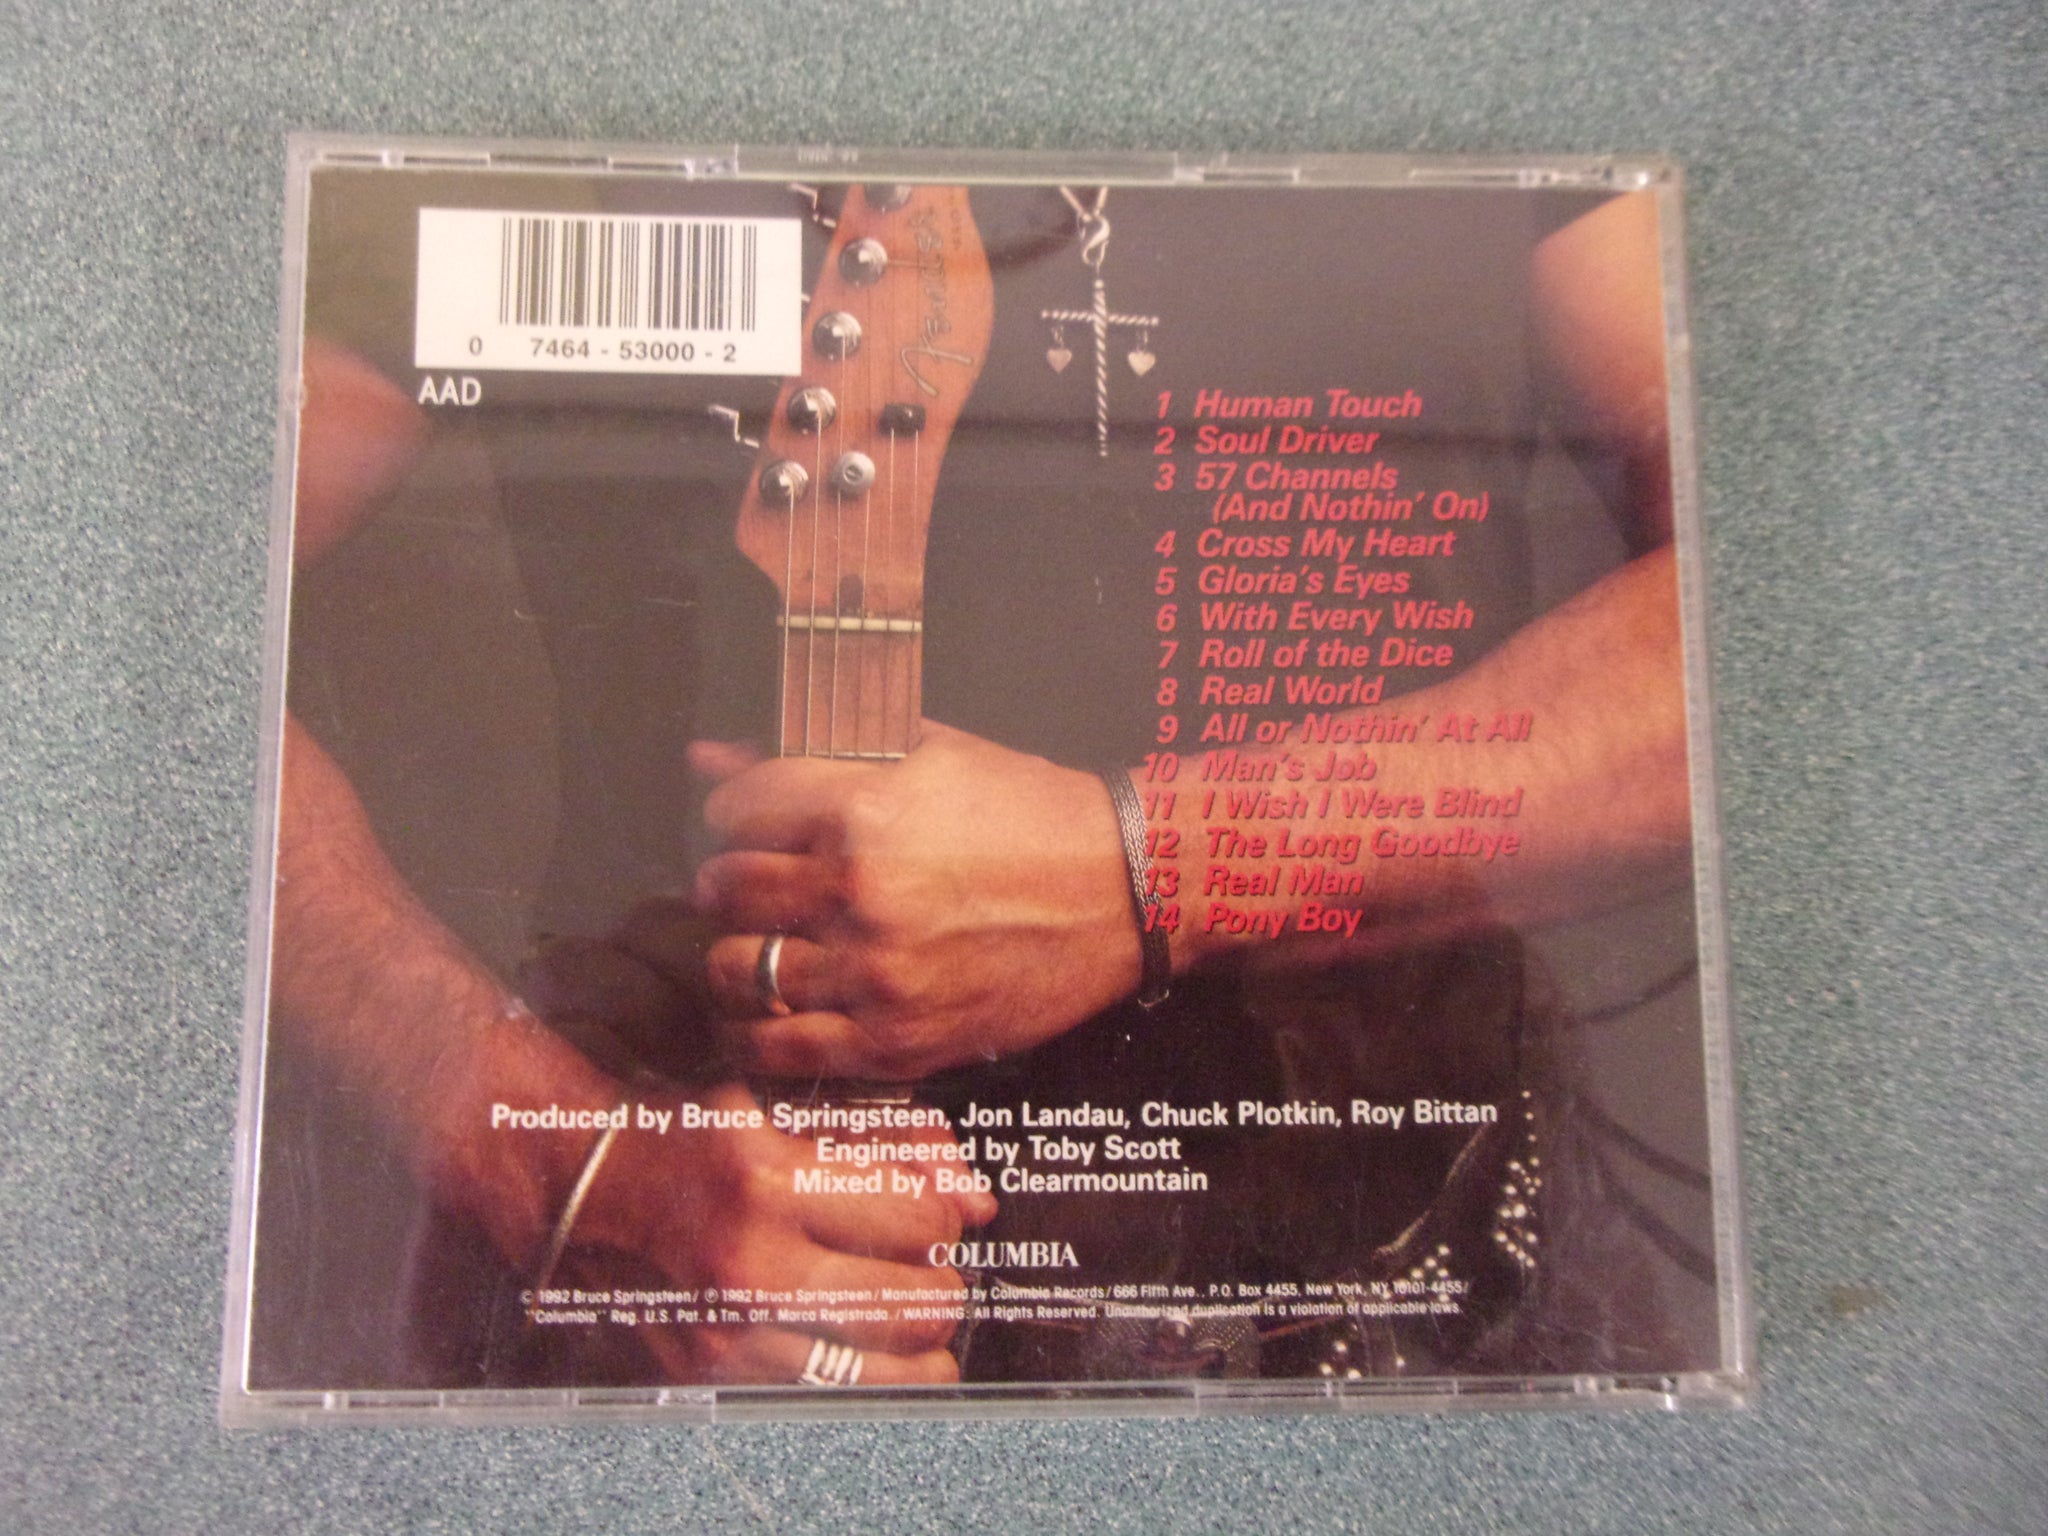 0 7464 - 53000 - 2
AAD
Fender
1 Human Touch
2 Soul Driver
3 57 Channels
(And Nothin' On)
4 Cross My Heart
5 Gloria's Eyes
6 With Every Wish
7 Roll of the Dice
8 Real World
9 All or Nothin' At All
10 Man's Job
11 I Wish I Were Blind
12 The Long Goodbye
13 Real Man
14 Pony Boy
Produced by Bruce Springsteen, Jon Landau, Chuck Plotkin, Roy Bittan
Engineered by Toby Scott
Mixed by Bob Clearmountain
COLUMBIA
© 1992 Bruce Springsteen/ ℗ 1992 Bruce Springsteen/Manufactured by Columbia Records/666 Fifth Ave., P.O. Box 4455, New York, NY 10101-4455/
"Columbia" Reg. U.S. Pat. & Tm. Off. Marca Registrada./WARNING: All Rights Reserved. Unauthorized duplication is a violation of applicable laws.